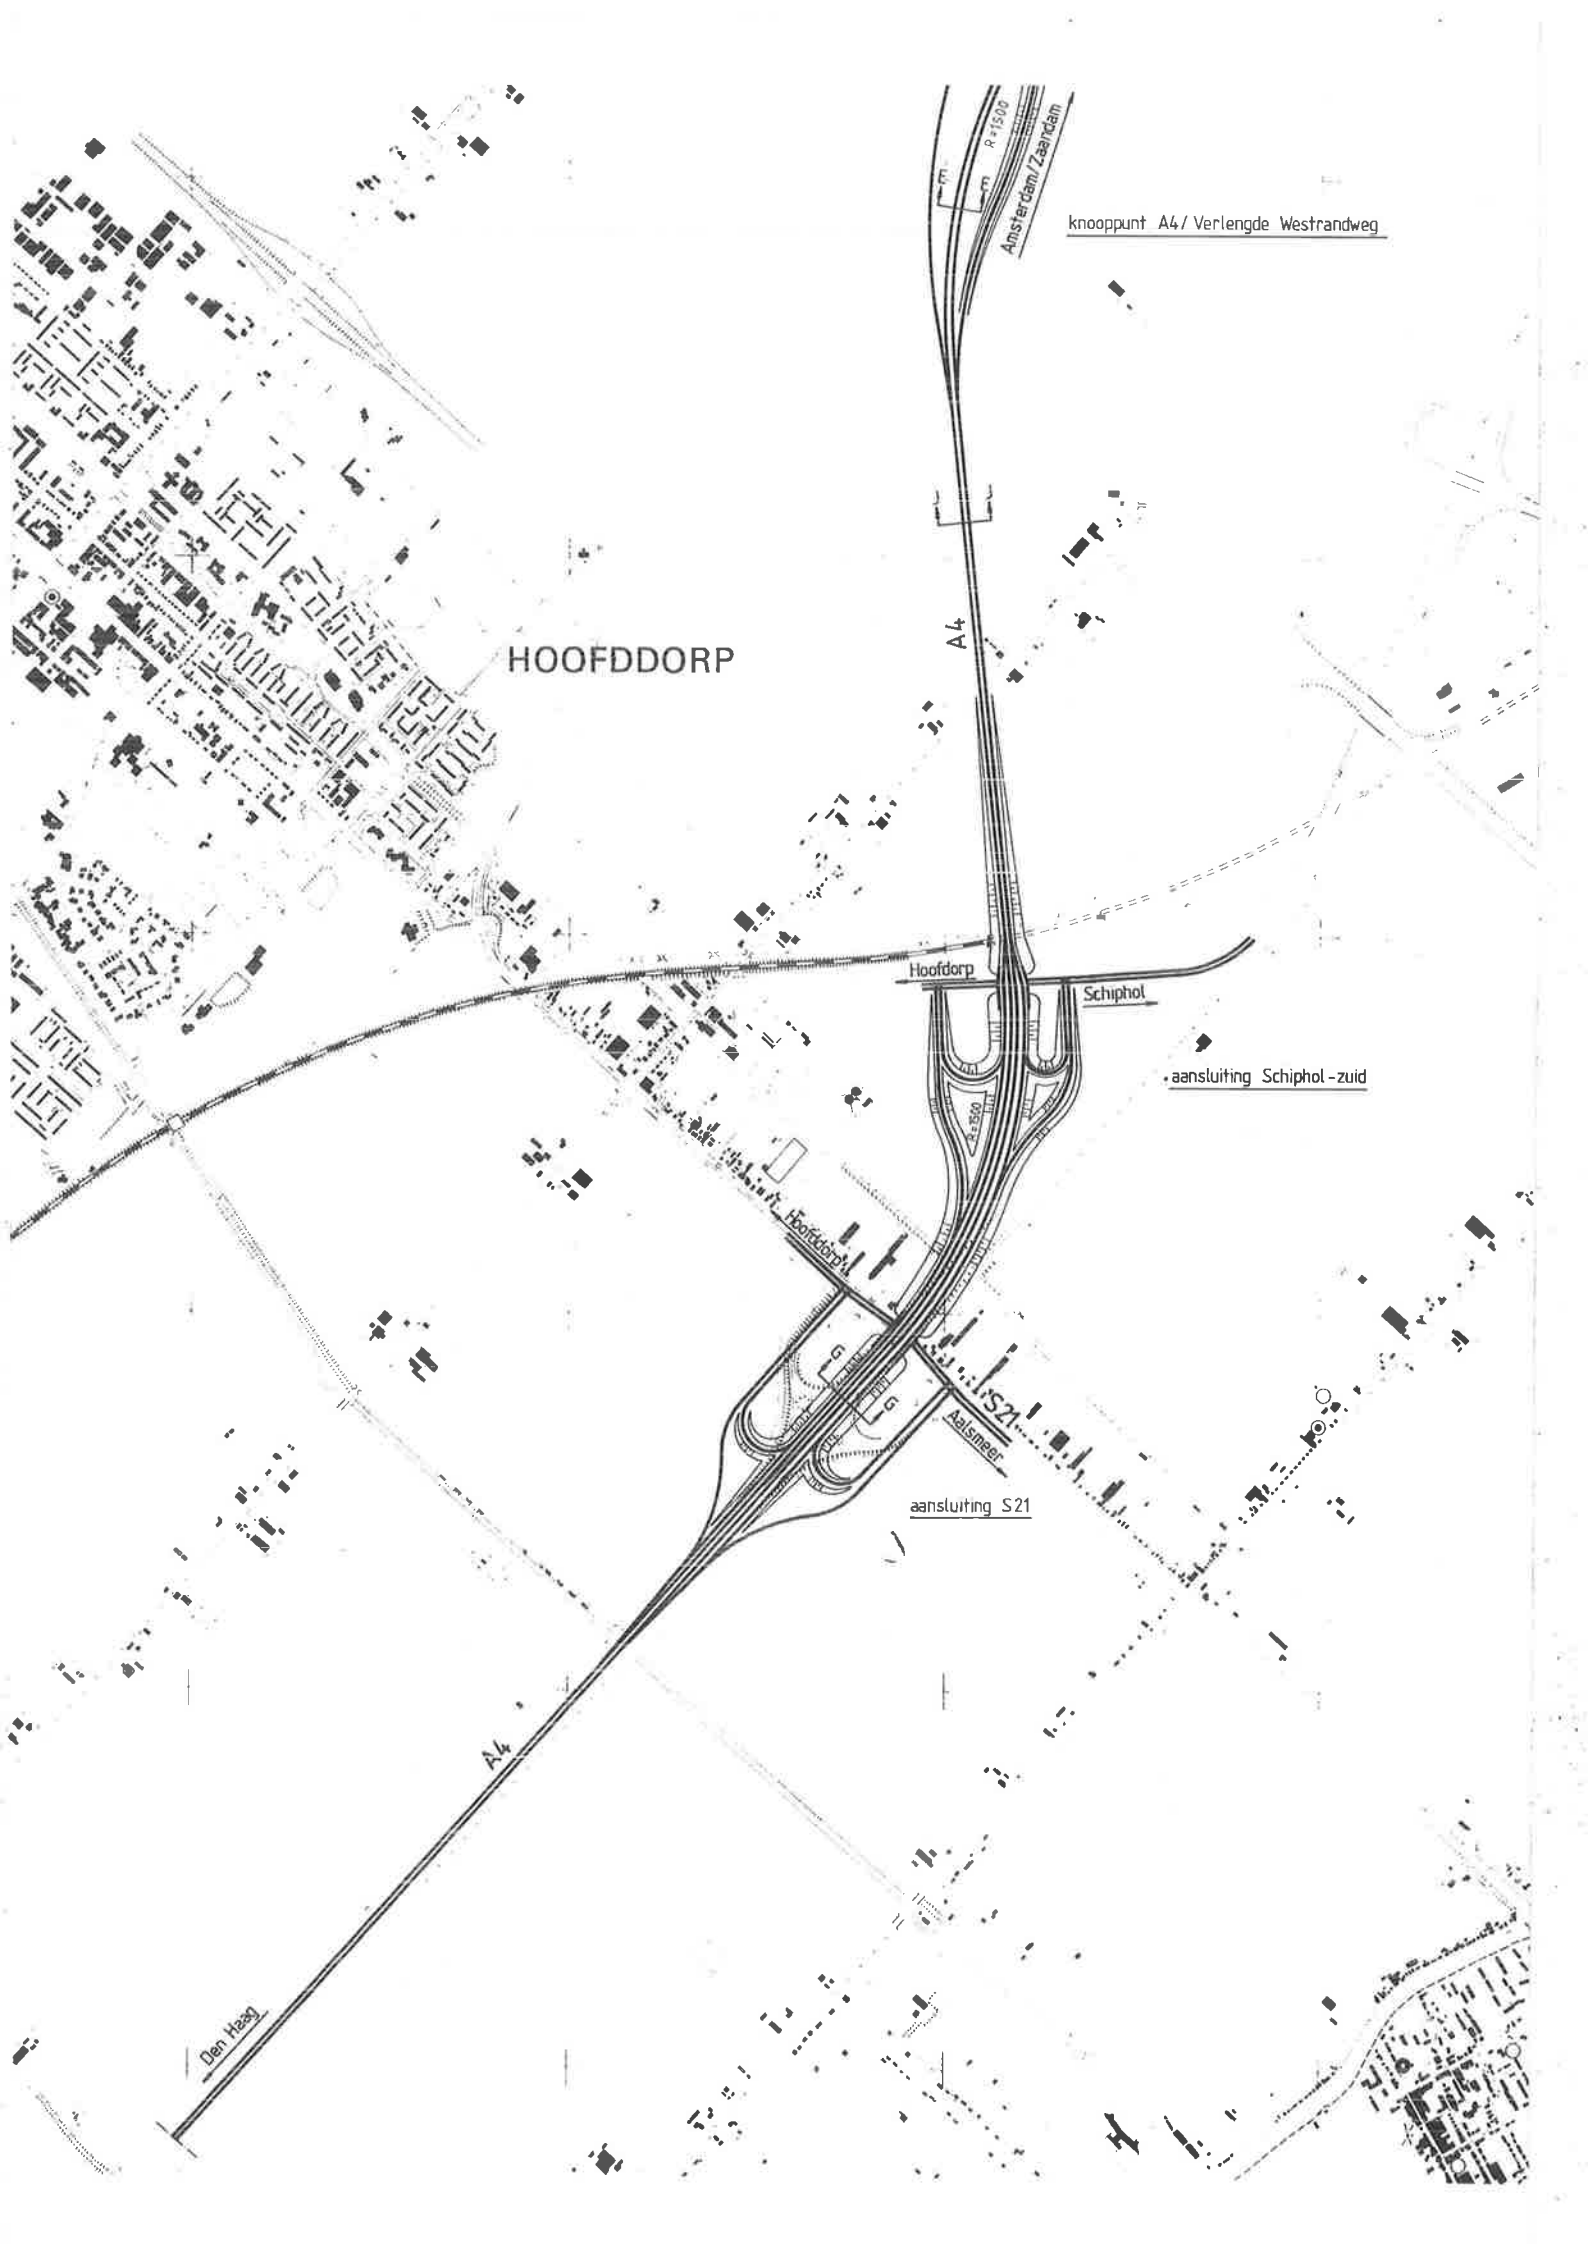 R=1500
E
E
Amsterdam/Zaandam
knooppunt A4/ Verlengde Westrandweg
A4
HOOFDDORP
Hoofdorp
Schiphol
aansluiting Schiphol-zuid
R=1500
Hoofddorp
G
G
S21
Aalsmeer
aansluiting S21
A4
Den Haag